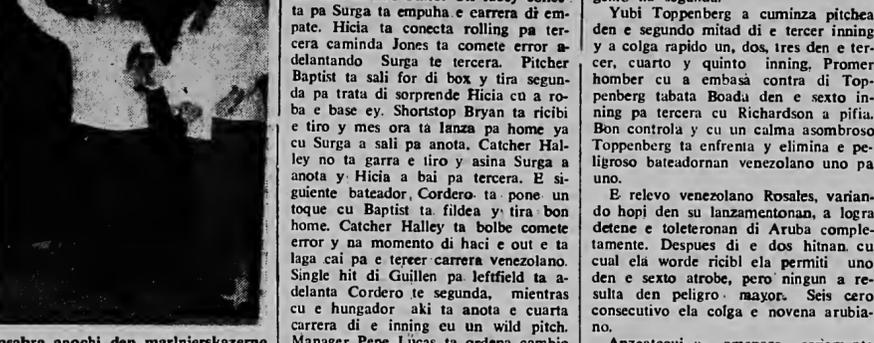 ta pa Surga ta empuha e carrera di em-
pate. Hicia ta conecta rolling pa ter-
cera caminda Jones ta comete error a-
delantando Surga te tercera. Pitcher
Baptist ta sali for di box y tira segun-
da pa trata di sorprende Hicia cu a ro-
ba e base ey. Shortstop Bryan ta ricibi
e tiro y mes ora ta lanza pa home ya
cu Surga a sali pa anota. Catcher Hal-
ley no ta garra e tiro y asina Surga a
anota y Hicia a bai pa tercera. E si-
guiente bateador, Cordero ta pone un
toque cu Baptist ta fildea y tira bon
home. Catcher Halley ta bolbe comete
error y na momento di haci e out e ta
laga cai pa e tercer carrera venezolano.
Single hit di Guillen pa leftfield ta a-
delanta Cordero te segunda, mientras
cu e hungador aki ta anota e cuarta
carrera di e inning cu un wild pitch.
Manager Pepe Lucas ta ordena cambio
Yubi Toppenberg a cuminza pitchea
den e segundo mitad di e tercer inning
y a colga rapido un, dos, tres den e ter-
cer, cuarto y quinto inning. Promer
homber cu a embasá contra di Top-
penberg tabata Boada den e sexto in-
ning pa tercera cu Richardson a pifia.
Bon controla y cu un calma asombroso
Toppenberg ta enfrenta y elimina e pe-
ligroso bateadornan venezolano uno pa
uno.
E relevo venezolano Rosales, varian-
do hopi den su lanzamentonan, a logra
detene e toleteronan di Aruba comple-
tamente. Despues di e dos hitnan cu
cual ela worde ricibí ela permiti uno
den e sexto atrobe, pero ningun a re-
sulta den peligro mayor. Seis cero
consecutivo ela colga e novena arubia-
no.
anochi den marinierskazerne